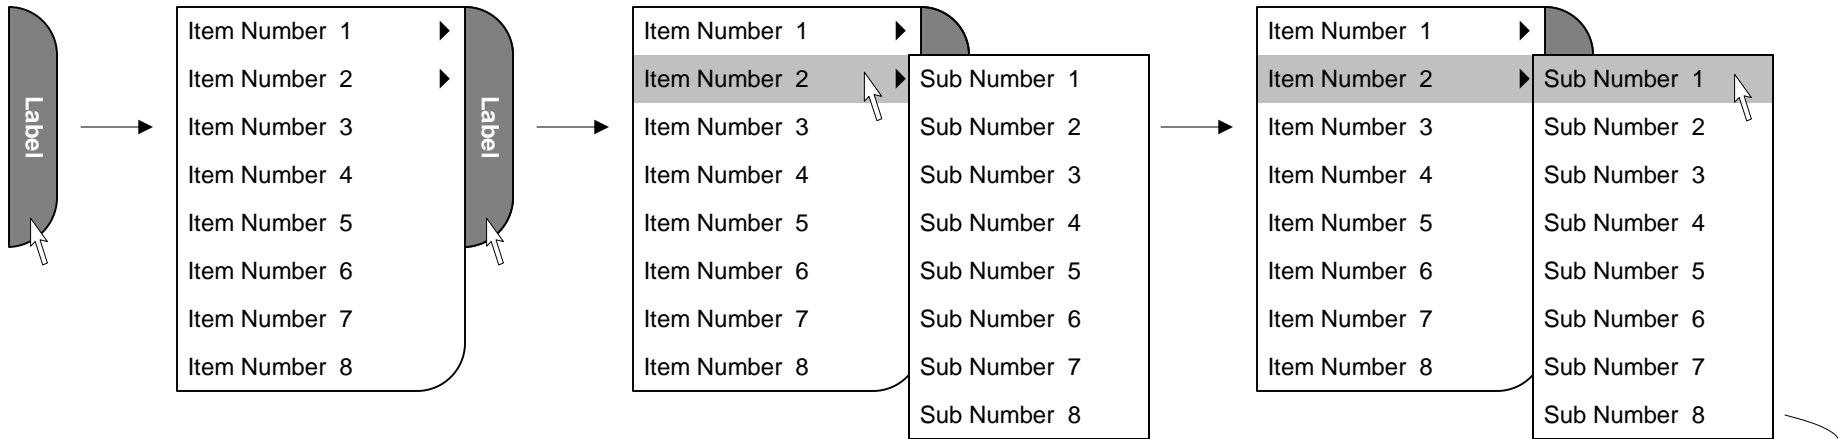 Label
Item Number 1
Item Number 2
Item Number 3
Item Number 4
Item Number 5
Item Number 6
Item Number 7
Item Number 8
Label
Item Number 1
Item Number 2
Item Number 3
Item Number 4
Item Number 5
Item Number 6
Item Number 7
Item Number 8
Sub Number 1
Sub Number 2
Sub Number 3
Sub Number 4
Sub Number 5
Sub Number 6
Sub Number 7
Sub Number 8
Item Number 1
Item Number 2
Item Number 3
Item Number 4
Item Number 5
Item Number 6
Item Number 7
Item Number 8
Sub Number 1
Sub Number 2
Sub Number 3
Sub Number 4
Sub Number 5
Sub Number 6
Sub Number 7
Sub Number 8